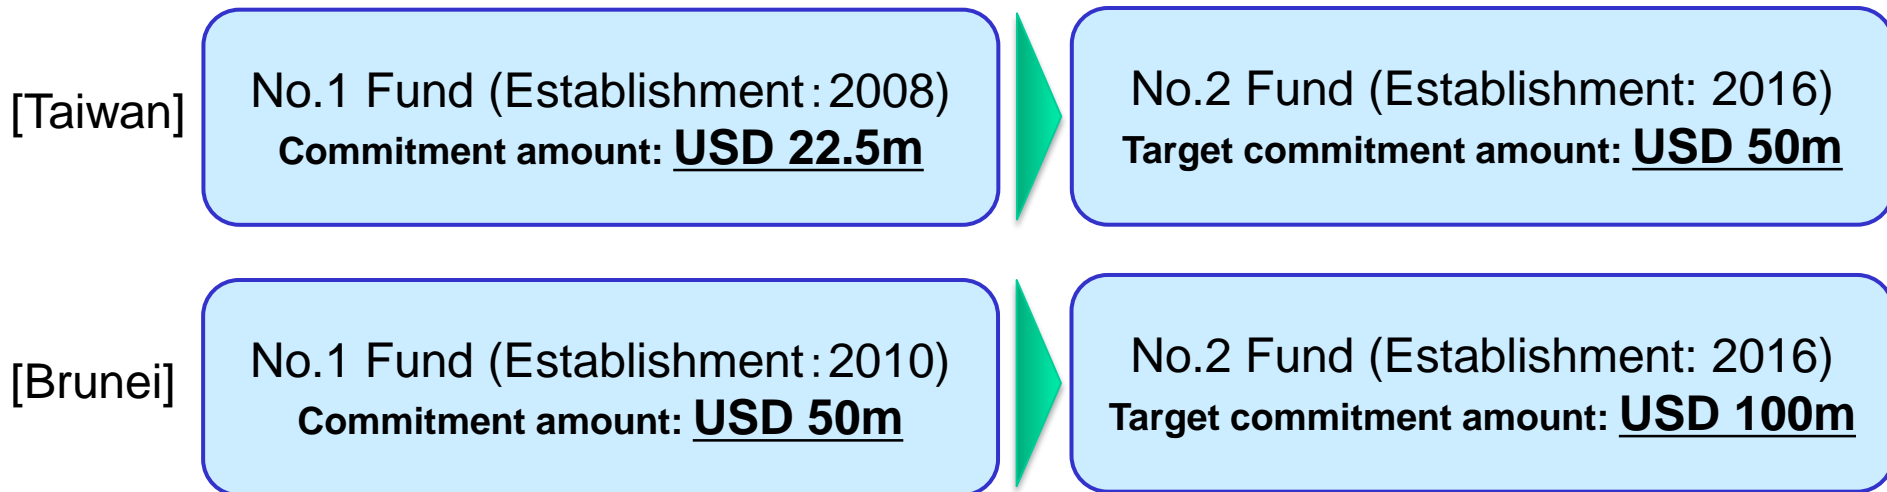 [Taiwan]
No.1 Fund (Establishment：2008)
Commitment amount: USD 22.5m
No.2 Fund (Establishment: 2016)
Target commitment amount: USD 50m
[Brunei]
No.1 Fund (Establishment：2010)
Commitment amount: USD 50m
No.2 Fund (Establishment: 2016)
Target commitment amount: USD 100m